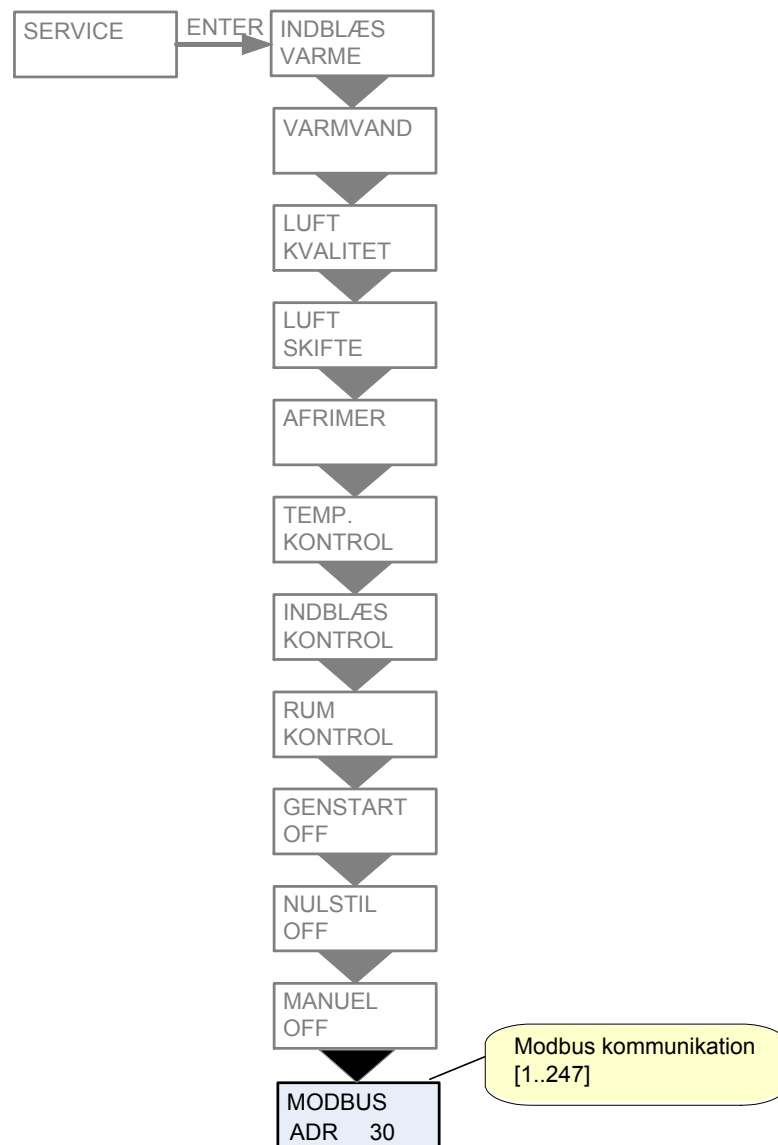 SERVICE
ENTER
INDBLÆS
VARME
VARMVAND
LUFT
KVALITET
LUFT
SKIFTE
AFRIMER
TEMP.
KONTROL
INDBLÆS
KONTROL
RUM
KONTROL
GENSTART
OFF
NULSTIL
OFF
MANUEL
OFF
Modbus kommunikation
[1..247]
MODBUS
ADR 30